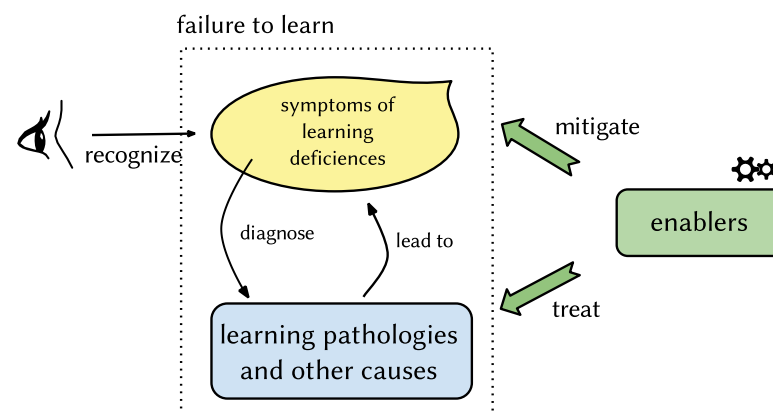 failure to learn
symptoms of
learning
deficiences
mitigate
recognize
enablers
diagnose
lead to
treat
learning pathologies
and other causes